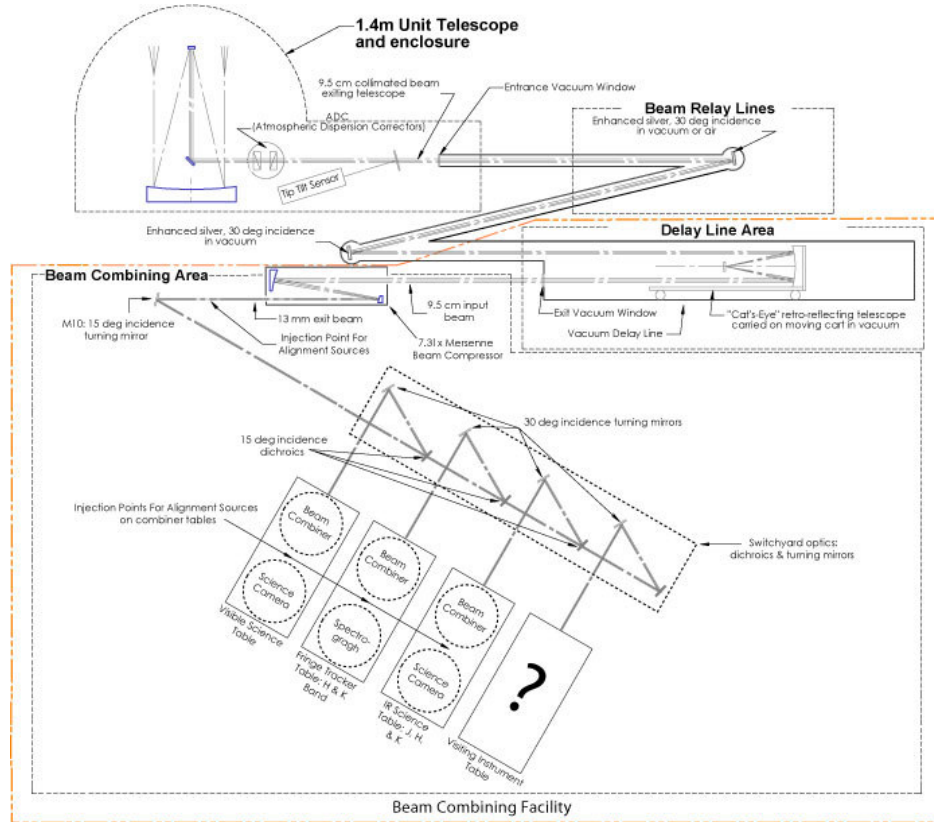 1.4m Unit Telescope
and enclosure
9.5 cm collimated beam
exiting telescope
Entrance Vacuum Window
ADC
(Atmospheric Dispersion Correctors)
Beam Relay Lines
Enhanced silver, 30 deg incidence
in vacuum or air
Tip Tilt Sensor
Enhanced silver, 30 deg incidence
in vacuum
Delay Line Area
Beam Combining Area
M10: 15 deg incidence
turning mirror
13 mm exit beam
Injection Point For
Alignment Sources
9.5 cm input
beam
7.3l x Mersenne
Beam Compressor
Exit Vacuum Window
Vacuum Delay Line
"Cat's-Eye" retro-reflecting telescope
carried on moving cart in vacuum
30 deg incidence turning mirrors
15 deg incidence
dichroics
Injection Points For Alignment Sources
on combiner tables
Switchyard optics:
dichroics & turning mirrors
Beam
Combiner
Science
Camera
Visible Science
Table
Beam
Combiner
Spectro-
gragh
Fringe Tracker
Table: H & K
Band
Beam
Combiner
Science
Camera
IR Science
Table: J, H,
& K
?
Visiting Instrument
Table
Beam Combining Facility